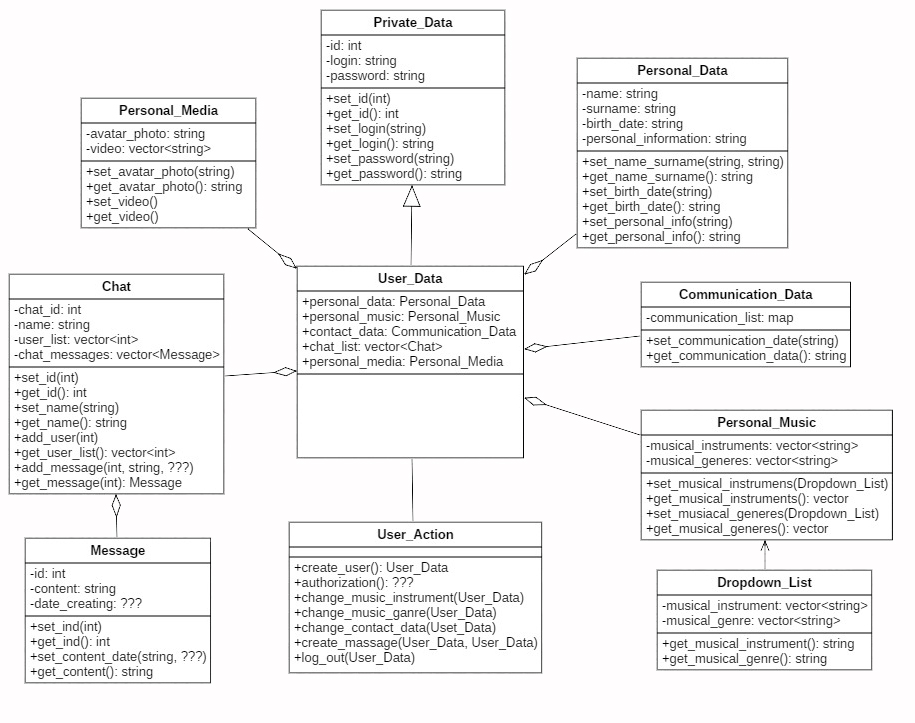 Private_Data
-id: int
-login: string
-password: string
+set_id(int)
+get_id(): int
+set_login(string)
+get_login(): string
+set_password(string)
+get_password(): string
Personal_Data
-name: string
-surname: string
-birth_date: string
-personal_information: string
+set_name_surname(string, string)
+get_name_surname(): string
+set_birth_date(string)
+get_birth_date(): string
+set_personal_info(string)
+get_personal_info(): string
Personal_Media
-avatar_photo: string
-video: vector<string>
+set_avatar_photo(string)
+get_avatar_photo(): string
+set_video()
+get_video()
User_Data
+personal_data: Personal_Data
+personal_music: Personal_Music
+contact_data: Communication_Data
+chat_list: vector<Chat>
+personal_media: Personal_Media
Chat
-chat_id: int
-name: string
-user_list: vector<int>
-chat_messages: vector<Message>
+set_id(int)
+get_id(): int
+set_name(string)
+get_name(): string
+add_user(int)
+get_user_list(): vector<int>
+add_message(int, string, ???)
+get_message(int): Message
Communication_Data
-communication_list: map
+set_communication_date(string)
+get_communication_data(): string
Personal_Music
-musical_instruments: vector<string>
-musical_generes: vector<string>
+set_musical_instrumens(Dropdown_List)
+get_musical_instruments(): vector
+set_musiacal_generes(Dropdown_List)
+get_musical_generes(): vector
Message
-id: int
-content: string
-date_creating: ???
+set_ind(int)
+get_ind(): int
+set_content_date(string, ???)
+get_content(): string
User_Action
+create_user(): User_Data
+authorization(): ???
+change_music_instrument(User_Data)
+change_music_ganre(User_Data)
+change_contact_data(UsetData)
+create_massage(User_Data, User_Data)
+log_out(User_Data)
Dropdown_List
-musical_instrument: vector<string>
-musical_genre: vector<string>
+get_musical_instrument(): string
+get_musical_genre(): string